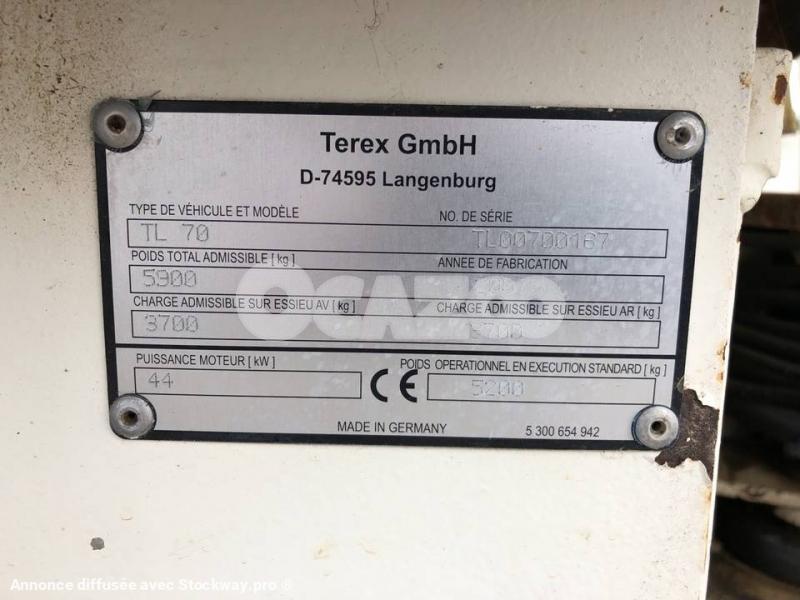 Terex GmbH
D-74595 Langenburg
TYPE DE VÉHICULE ET MODÈLE NO. DE SÉRIE
TL 70 TL00700167
POIDS TOTAL ADMISSIBLE [ kg ] ANNEE DE FABRICATION
5900
CHARGE ADMISSIBLE SUR ESSIEU AV [ kg ] CHARGE ADMISSIBLE SUR ESSIEU AR [ kg ]
3700
PUISSANCE MOTEUR [ kW ] POIDS OPERATIONNEL EN EXECUTION STANDARD [ kg ]
44 CE 5200
MADE IN GERMANY 5 300 654 942
OCAZOO
Annonce diffusée avec Stockway.pro ®